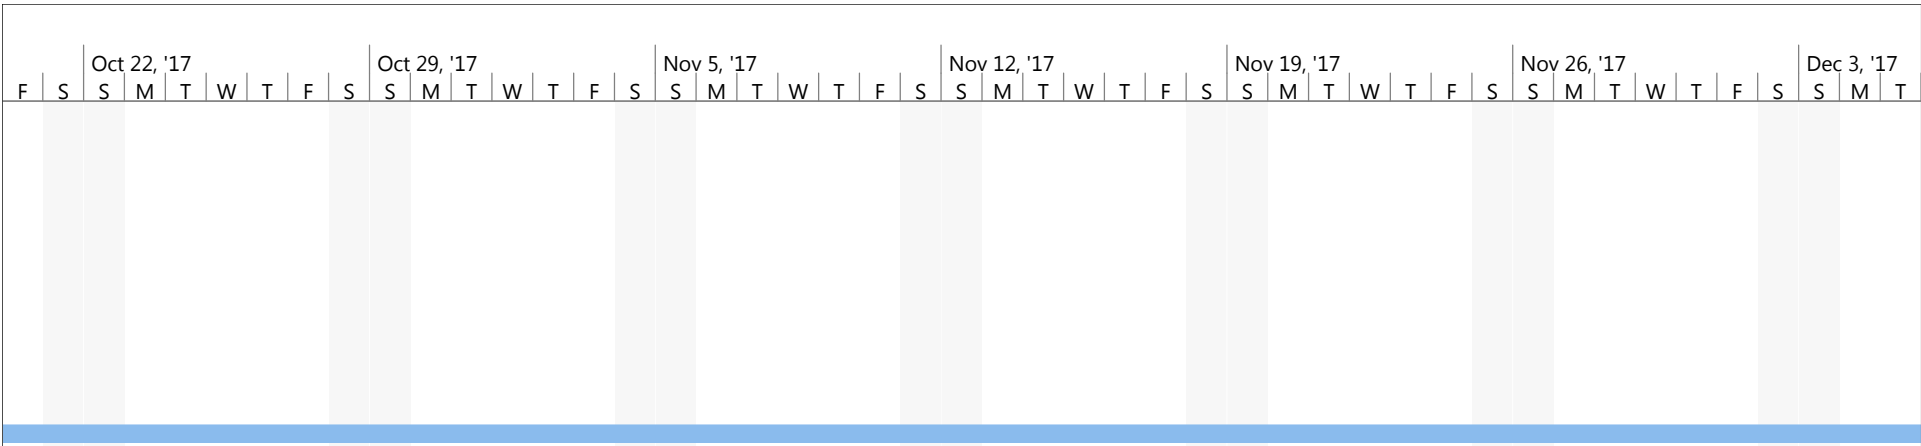 Oct 22, '17 Oct 29, '17 Nov 5, '17 Nov 12, '17 Nov 19, '17 Nov 26, '17 Dec 3, '17
F S S M T W T F S S M T W T F S S M T W T F S S M T W T F S S M T W T F S S M T W T F S S M T